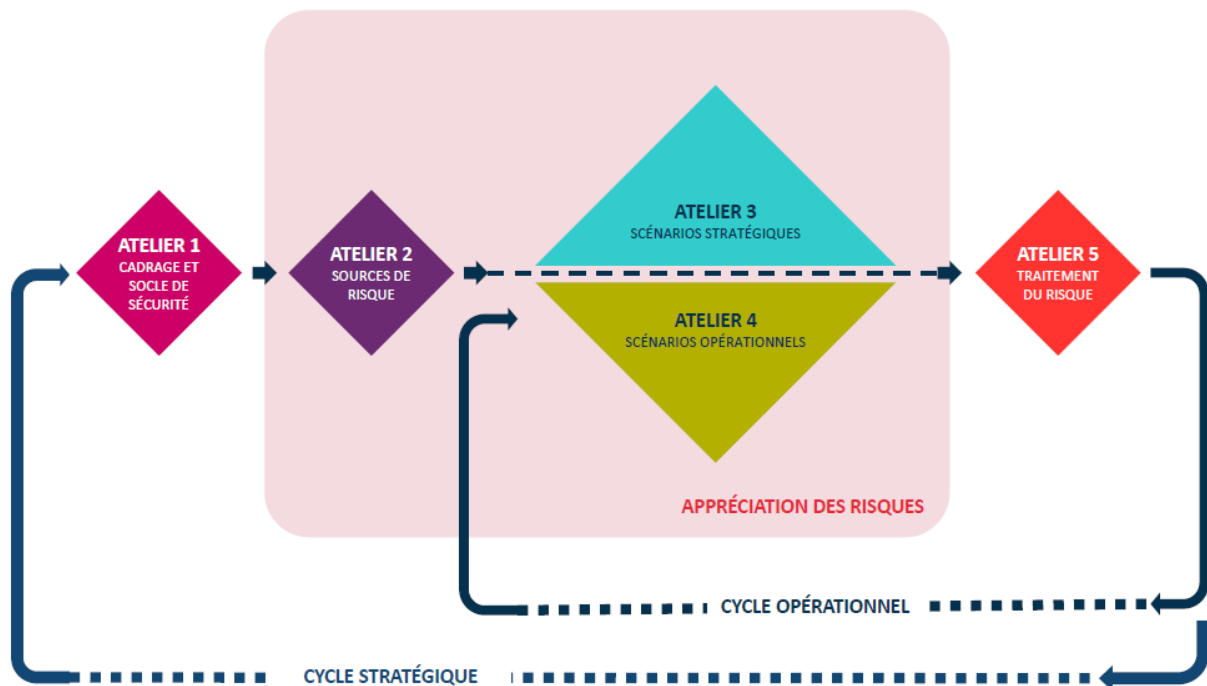 ATELIER 1
CADRAGE ET
SOCLE DE
SÉCURITÉ
ATELIER 2
SOURCES DE
RISQUE
ATELIER 3
SCÉNARIOS STRATÉGIQUES
ATELIER 4
SCÉNARIOS OPÉRATIONNELS
ATELIER 5
TRAITEMENT
DU RISQUE
APPRÉCIATION DES RISQUES
CYCLE OPÉRATIONNEL
CYCLE STRATÉGIQUE